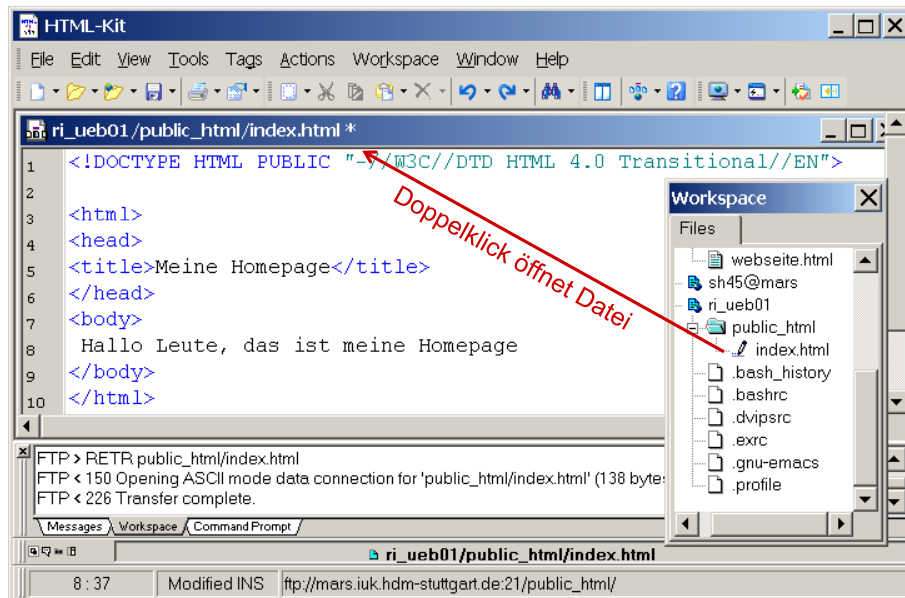 HTML-Kit
File Edit View Tools Tags Actions Workspace Window Help
ri_ueb01/public_html/index.html *
1 <!DOCTYPE HTML PUBLIC "-//W3C//DTD HTML 4.0 Transitional//EN">
2
3 <html>
4 <head>
5 <title>Meine Homepage</title>
6 </head>
7 <body>
8 Hallo Leute, das ist meine Homepage
9 </body>
10 </html>
Doppelklick öffnet Datei
Workspace
Files
webseite.html
sh45@mars
ri_ueb01
public_html
index.html
.bash_history
.bashrc
.dvipsrc
.exrc
.gnu-emacs
.profile
FTP > RETR public_html/index.html
FTP < 150 Opening ASCII mode data connection for 'public_html/index.html' (138 byte
FTP < 226 Transfer complete.
Messages Workspace Command Prompt
ri_ueb01/public_html/index.html
8 : 37 Modified INS ftp://mars.iuk.hdm-stuttgart.de:21/public_html/